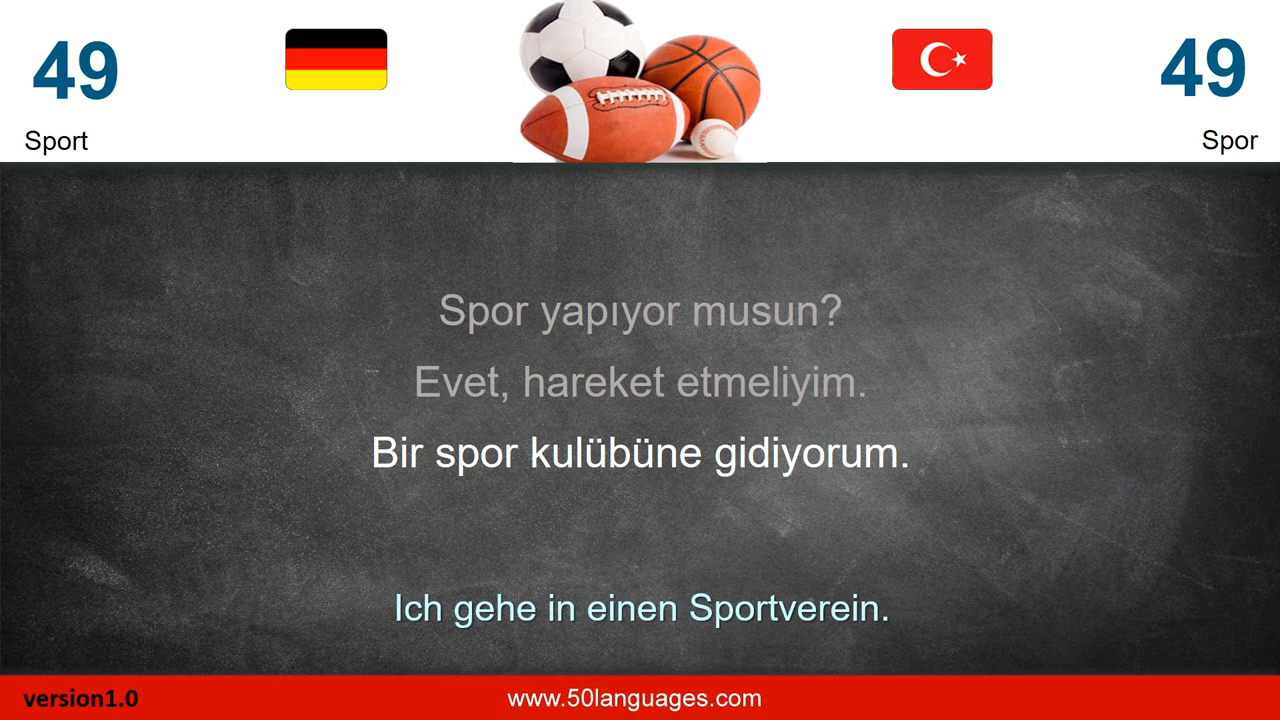 49
49
Sport
Spor
Spor yapıyor musun?
Evet, hareket etmeliyim.
Bir spor kulübüne gidiyorum.
Ich gehe in einen Sportverein.
version1.0
www.50languages.com